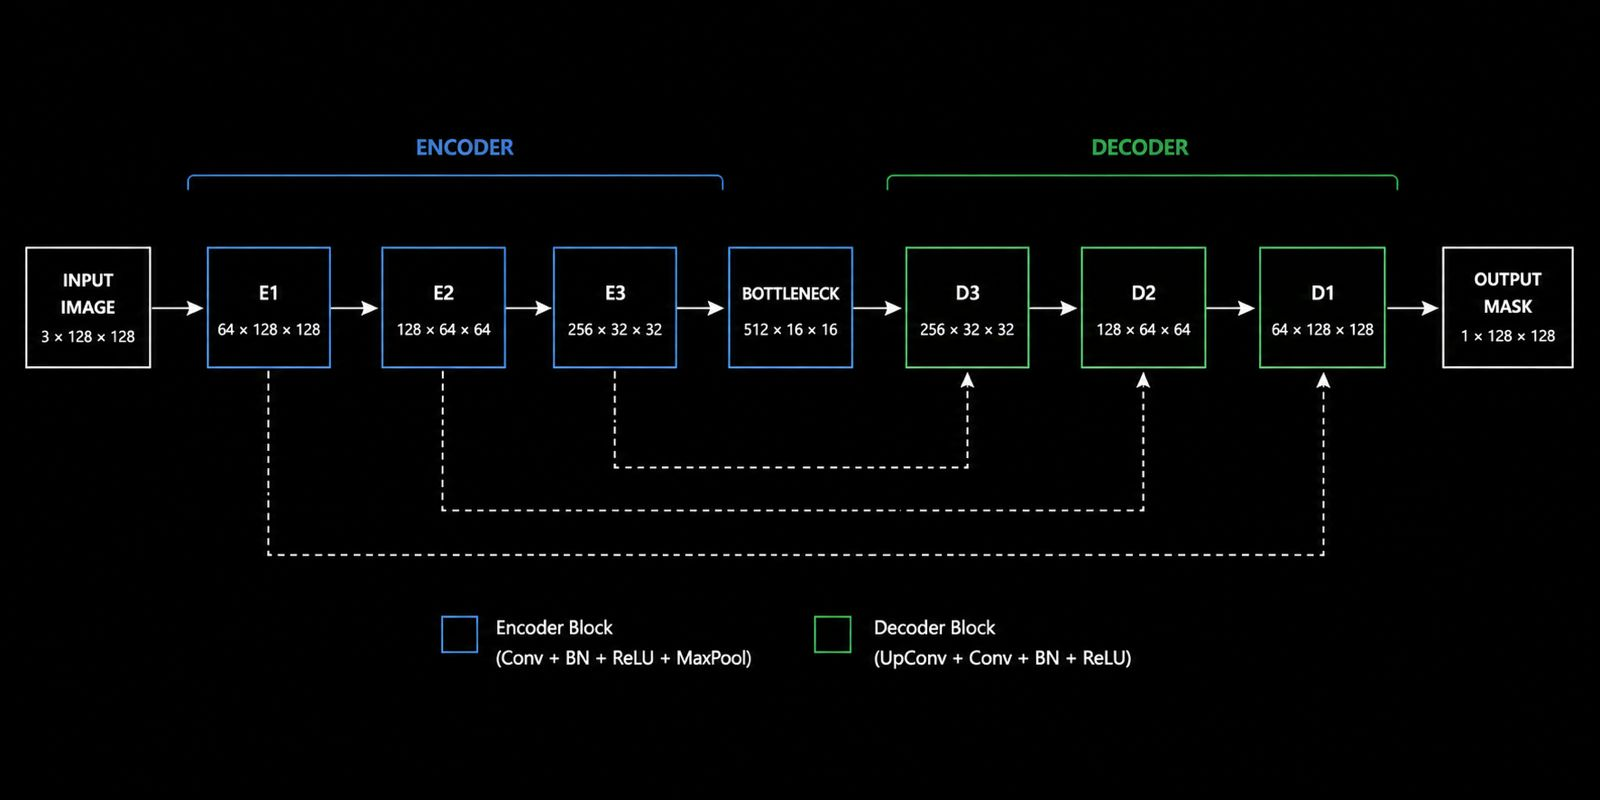 ENCODER
DECODER
INPUT
IMAGE
3 × 128 × 128
E1
64 × 128 × 128
E2
128 × 64 × 64
E3
256 × 32 × 32
BOTTLENECK
512 × 16 × 16
D3
256 × 32 × 32
D2
128 × 64 × 64
D1
64 × 128 × 128
OUTPUT
MASK
1 × 128 × 128
Encoder Block
(Conv + BN + ReLU + MaxPool)
Decoder Block
(UpConv + Conv + BN + ReLU)